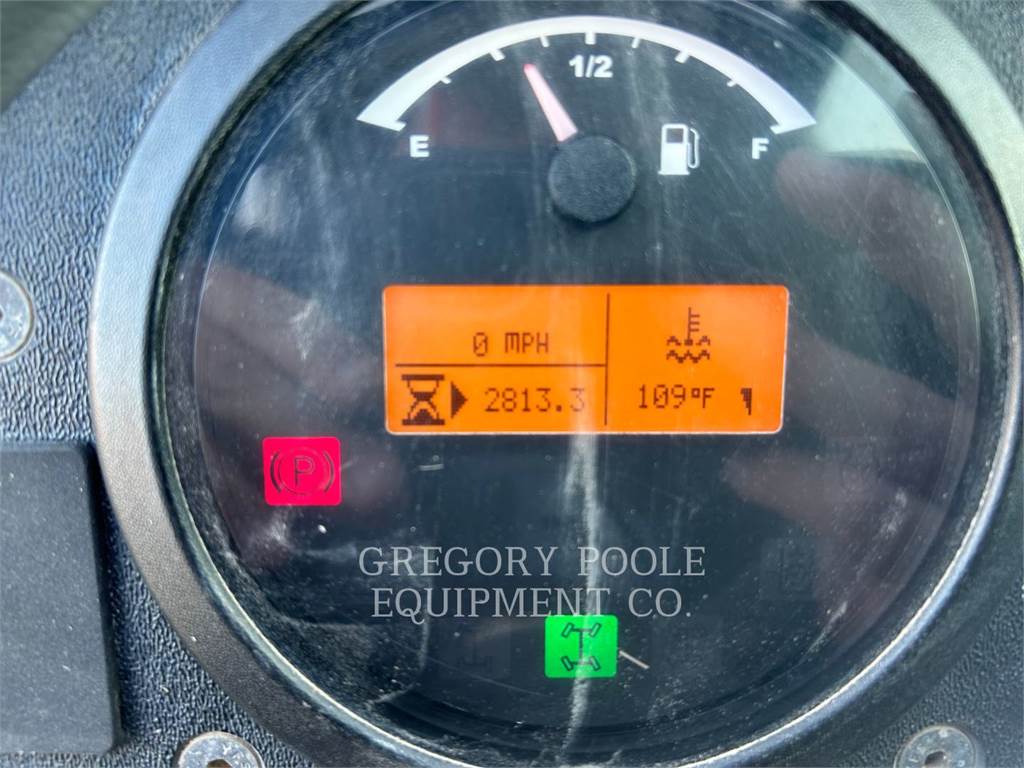 1/2
E F
0 MPH
2813.3 109°F
P
GREGORY POOLE
EQUIPMENT CO.